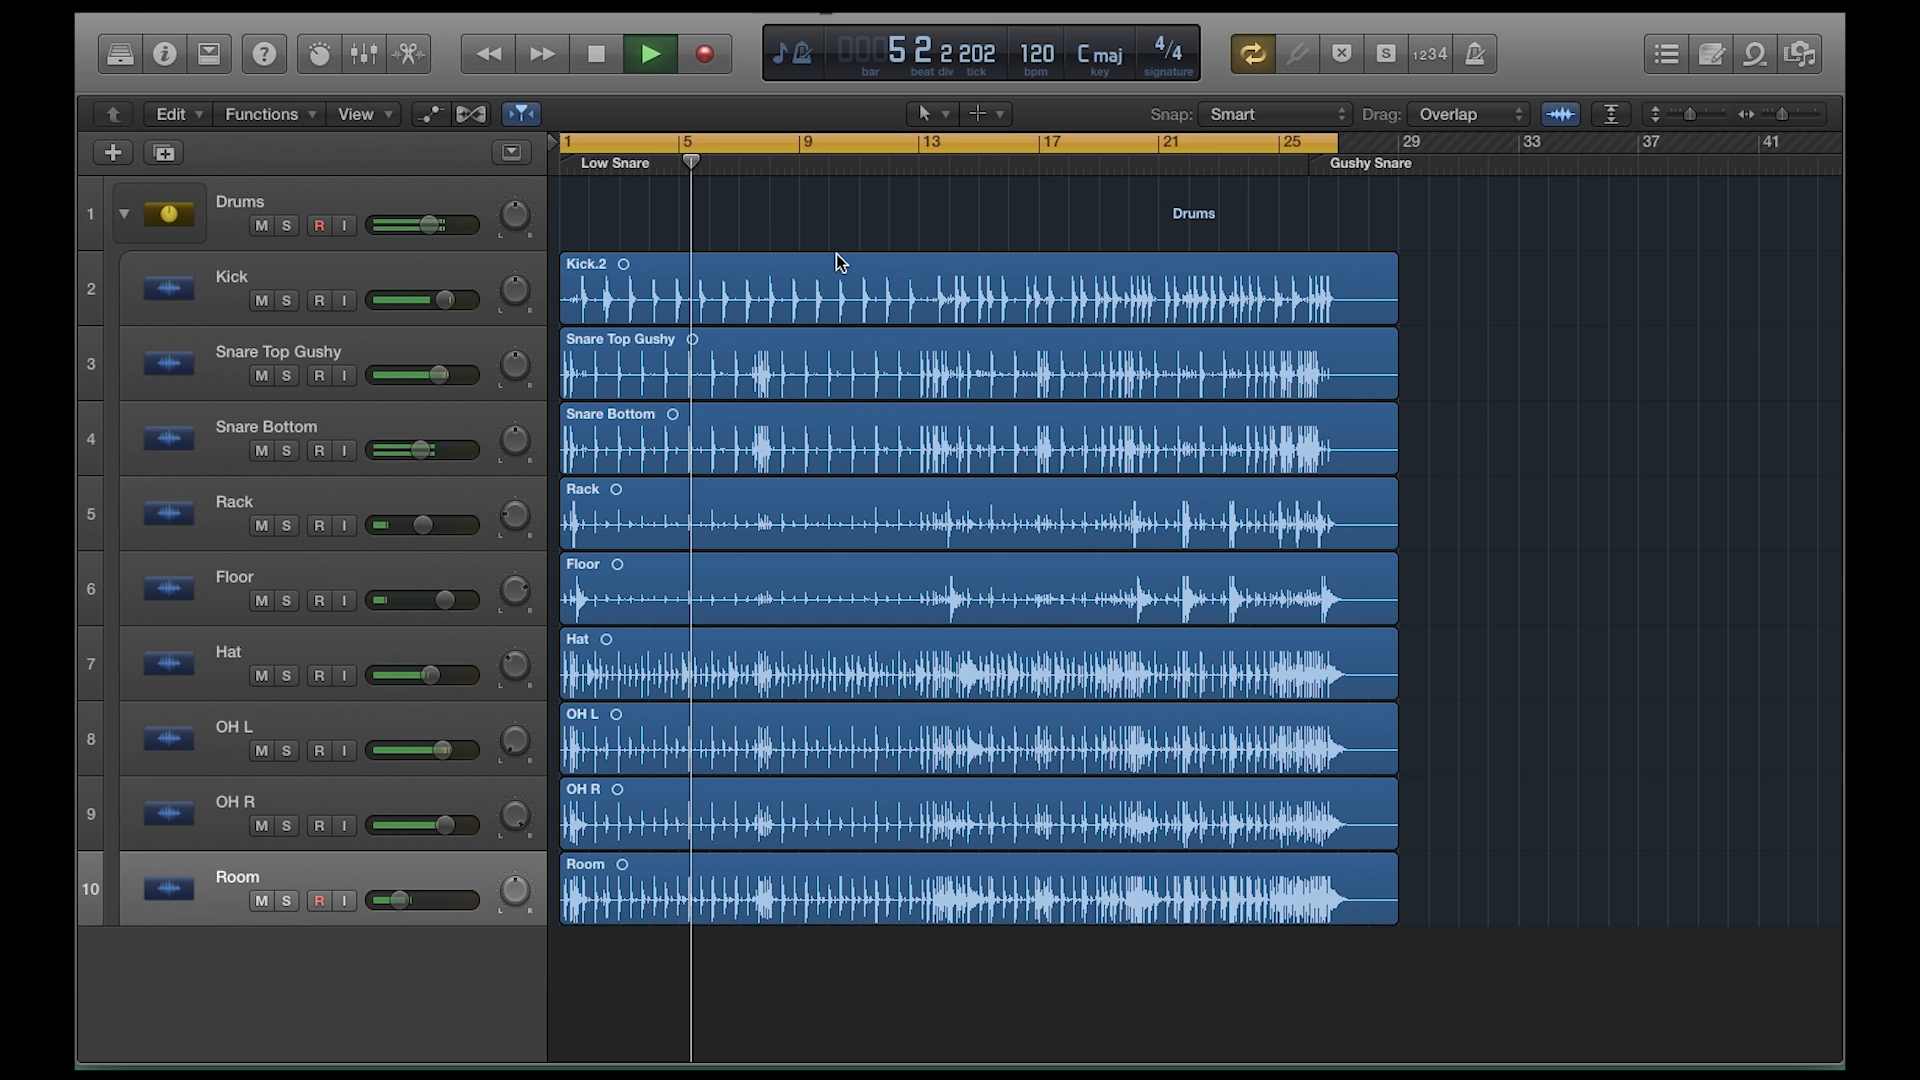 000 5 2 2 202 120 C maj 4/4
bar beat div tick bpm key signature
S 1234
Edit Functions View Snap: Smart Drag: Overlap
1 5 9 13 17 21 25 29 33 37 41
Low Snare Gushy Snare
1 Drums
M S R I
L R
Drums
2 Kick
M S R I
L R
Kick.2
3 Snare Top Gushy
M S R I
L R
Snare Top Gushy
4 Snare Bottom
M S R I
L R
Snare Bottom
5 Rack
M S R I
L R
Rack
6 Floor
M S R I
L R
Floor
7 Hat
M S R I
L R
Hat
8 OH L
M S R I
L R
OH L
9 OH R
M S R I
L R
OH R
10 Room
M S R I
L R
Room